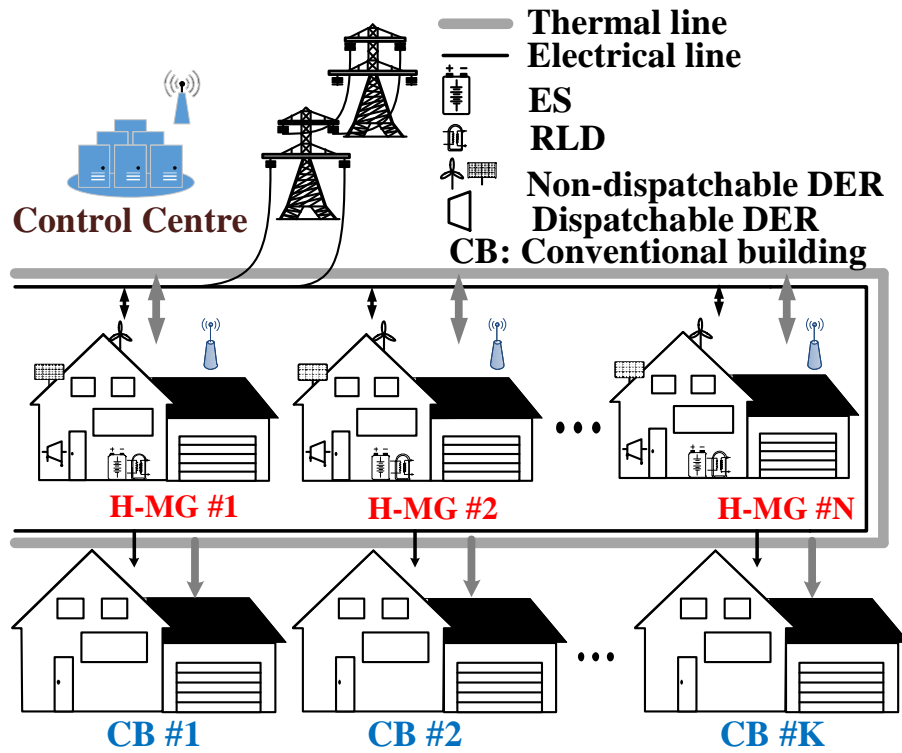 Thermal line
Electrical line
ES
RLD
Non-dispatchable DER
Dispatchable DER
CB: Conventional building
Control Centre
H-MG #1
H-MG #2
H-MG #N
CB #1
CB #2
CB #K